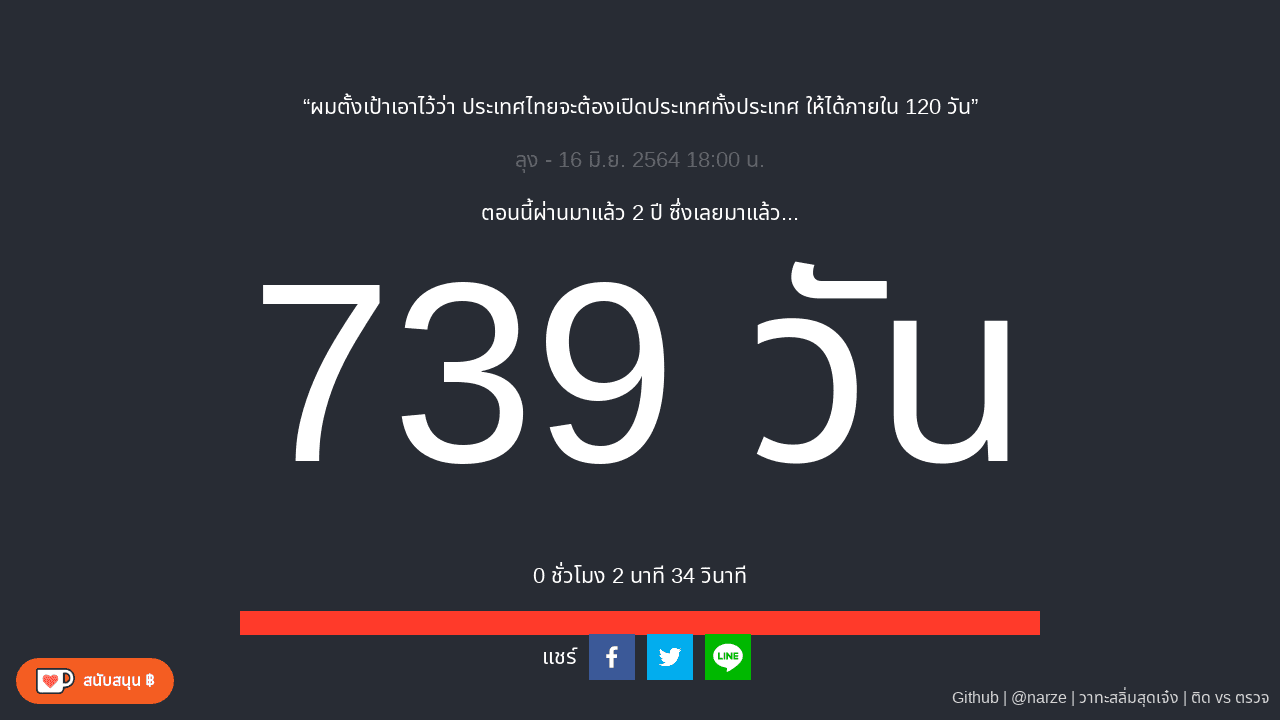 “ผมตั้งเป้าเอาไว้ว่า ประเทศไทยจะต้องเปิดประเทศทั้งประเทศ ให้ได้ภายใน 120 วัน”
ลุง - 16 มิ.ย. 2564 18:00 น.
ตอนนี้ผ่านมาแล้ว 2 ปี ซึ่งเลยมาแล้ว...
739 วัน
0 ชั่วโมง 2 นาที 34 วินาที
แชร์
LINE
สนับสนุน ฿
Github | @narze | วาทะสลิ่มสุดเจ๋ง | ติด vs ตรวจ